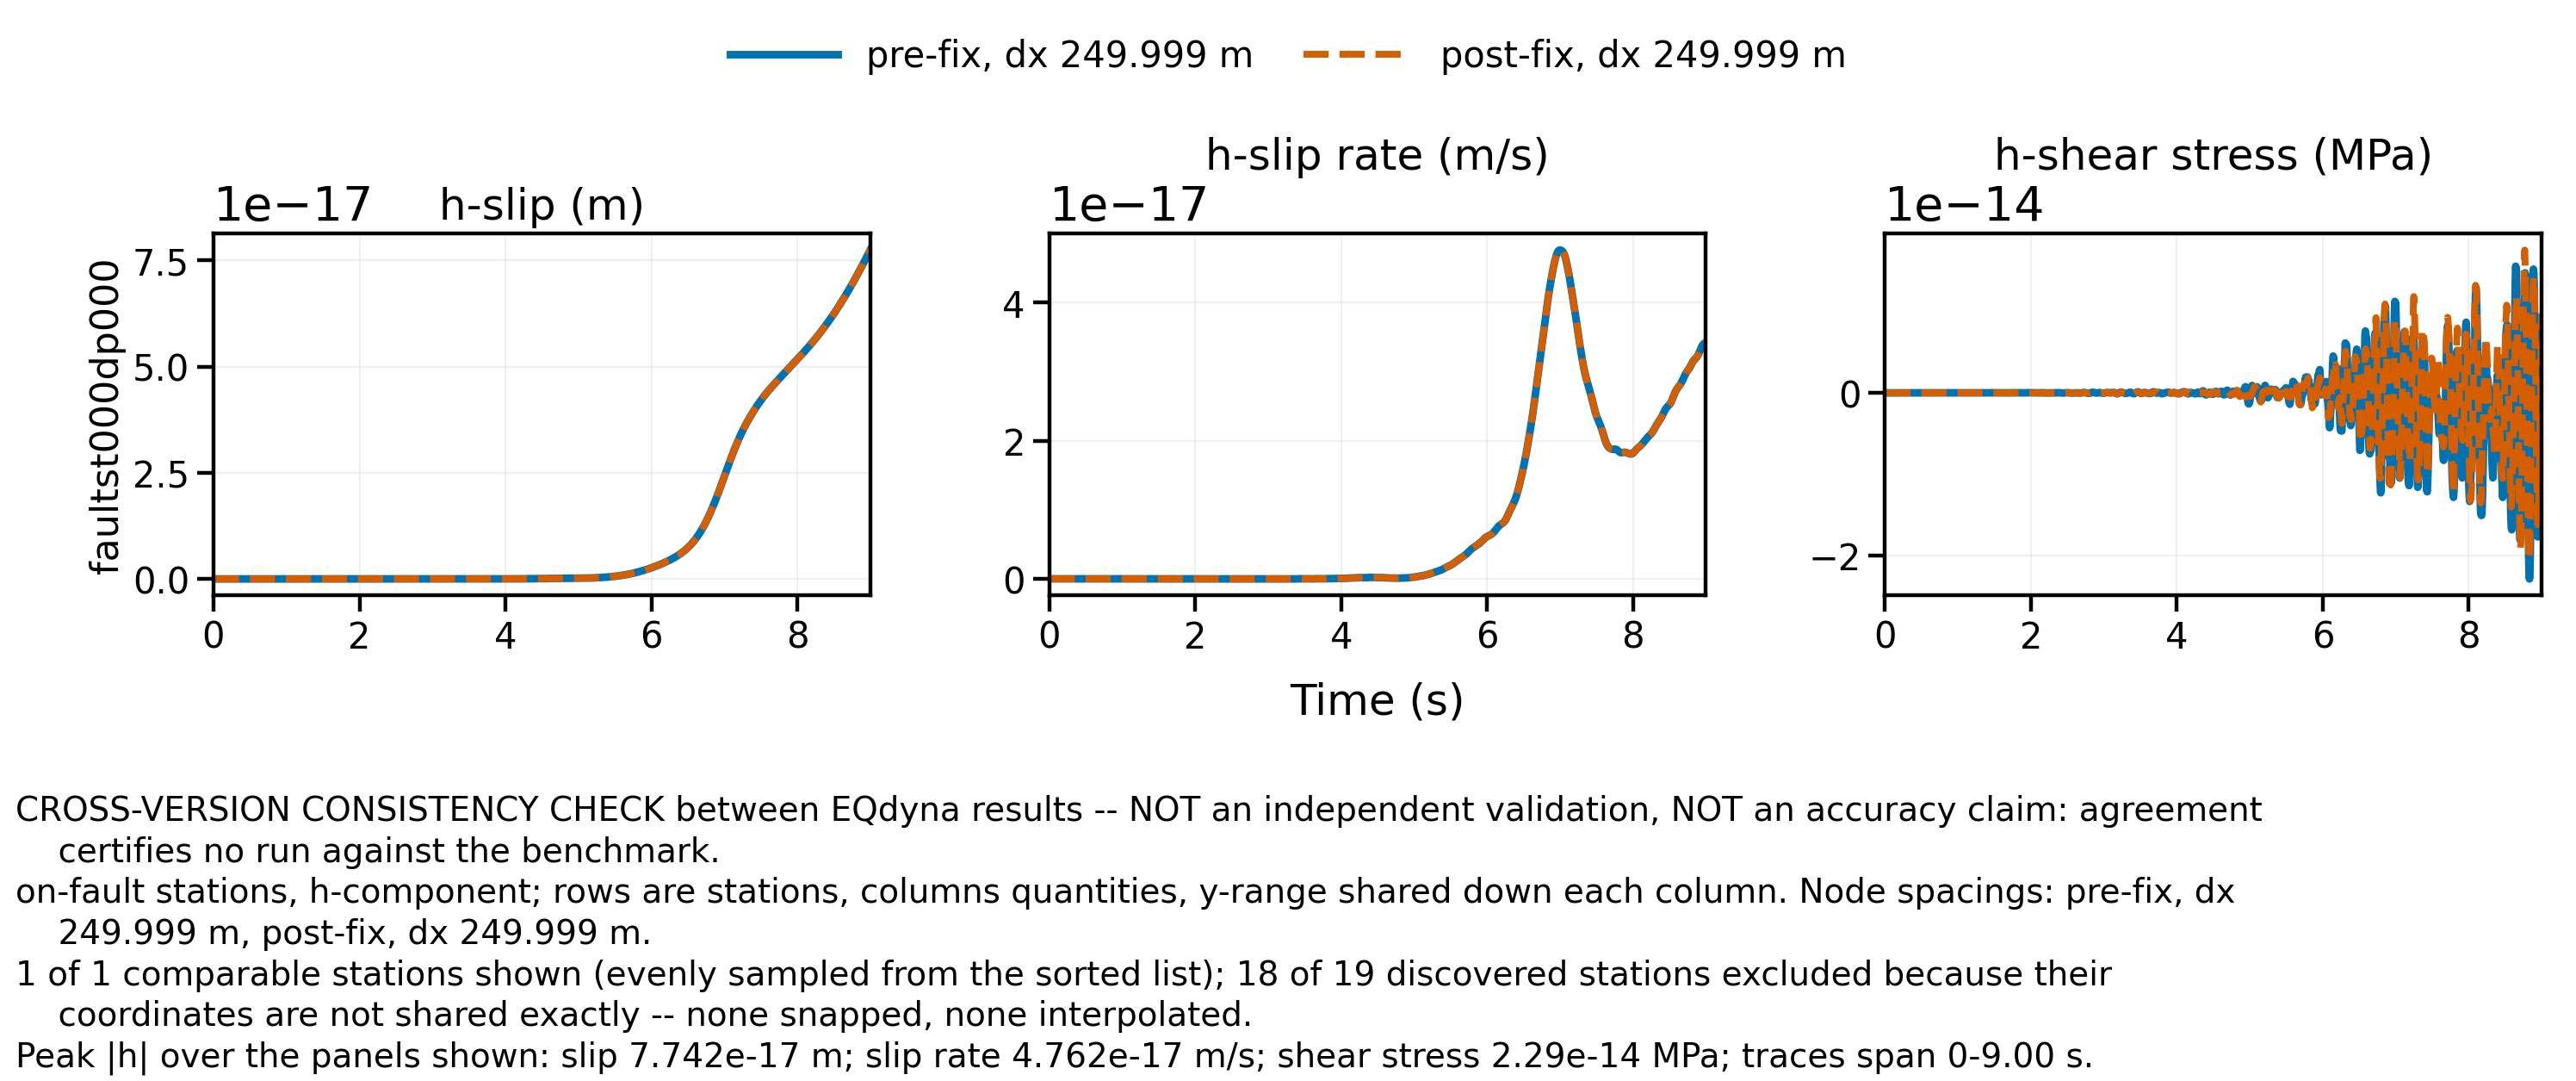 pre-fix, dx 249.999 m
post-fix, dx 249.999 m
h-slip (m)
h-slip rate (m/s)
h-shear stress (MPa)
1e−17
1e−17
1e−14
faultst000dp000
7.5
5.0
2.5
0.0
0 2 4 6 8
4
2
0
0 2 4 6 8
0
−2
0 2 4 6 8
Time (s)
CROSS-VERSION CONSISTENCY CHECK between EQdyna results -- NOT an independent validation, NOT an accuracy claim: agreement
certifies no run against the benchmark.
on-fault stations, h-component; rows are stations, columns quantities, y-range shared down each column. Node spacings: pre-fix, dx
249.999 m, post-fix, dx 249.999 m.
1 of 1 comparable stations shown (evenly sampled from the sorted list); 18 of 19 discovered stations excluded because their
coordinates are not shared exactly -- none snapped, none interpolated.
Peak |h| over the panels shown: slip 7.742e-17 m; slip rate 4.762e-17 m/s; shear stress 2.29e-14 MPa; traces span 0-9.00 s.